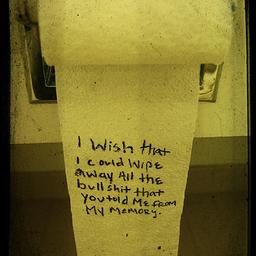 I Wish that
I could Wipe
away All the
bullshit that
you told Me From
My Memory.